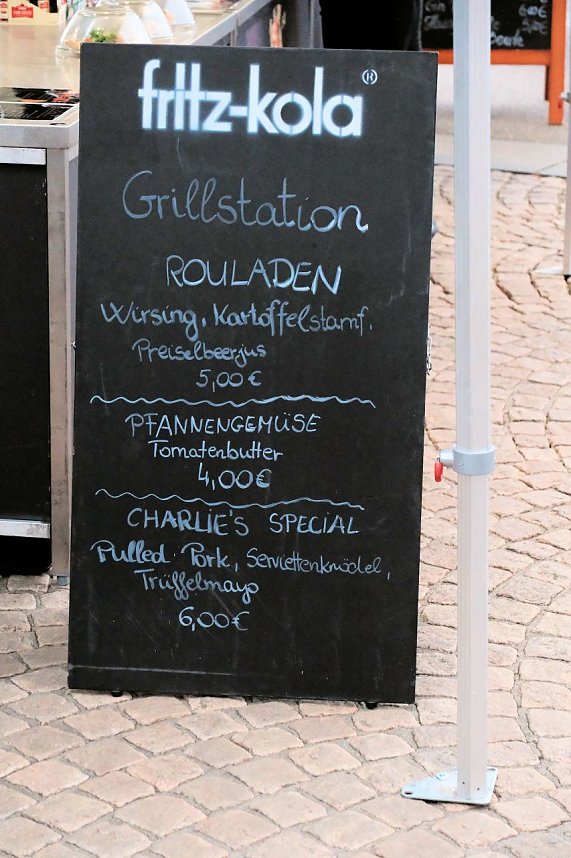 fritz-kola®
Grillstation
ROULADEN
Wirsing, Kartoffelstamf,
Preiselbeerjus
5,00 €
PFANNENGEMÜSE
Tomatenbutter
4,00€
CHARLIE'S SPECIAL
Pulled Pork, Serviettenknödel,
Trüffelmayo
6,00€